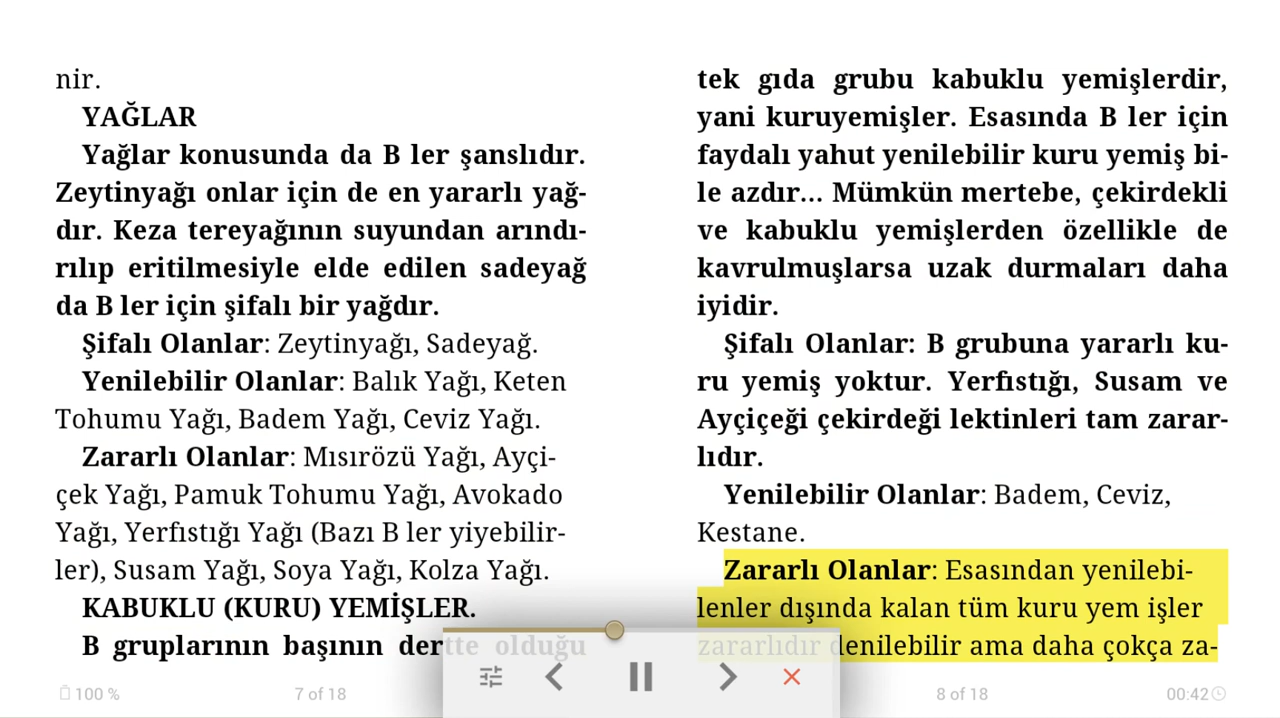 nir.
YAĞLAR
Yağlar konusunda da B ler şanslıdır.
Zeytinyağı onlar için de en yararlı yağ-
dır. Keza tereyağının suyundan arındı-
rılıp eritilmesiyle elde edilen sadeyağ
da B ler için şifalı bir yağdır.
Şifalı Olanlar: Zeytinyağı, Sadeyağ.
Yenilebilir Olanlar: Balık Yağı, Keten
Tohumu Yağı, Badem Yağı, Ceviz Yağı.
Zararlı Olanlar: Mısırözü Yağı, Ayçi-
çek Yağı, Pamuk Tohumu Yağı, Avokado
Yağı, Yerfıstığı Yağı (Bazı B ler yiyebilir-
ler), Susam Yağı, Soya Yağı, Kolza Yağı.
KABUKLU (KURU) YEMİŞLER.
B gruplarının başının dertte olduğu
tek gıda grubu kabuklu yemişlerdir,
yani kuruyemişler. Esasında B ler için
faydalı yahut yenilebilir kuru yemiş bi-
le azdır... Mümkün mertebe, çekirdekli
ve kabuklu yemişlerden özellikle de
kavrulmuşlarsa uzak durmaları daha
iyidir.
Şifalı Olanlar: B grubuna yararlı ku-
ru yemiş yoktur. Yerfıstığı, Susam ve
Ayçiçeği çekirdeği lektinleri tam zarar-
lıdır.
Yenilebilir Olanlar: Badem, Ceviz,
Kestane.
Zararlı Olanlar: Esasından yenilebi-
lenler dışında kalan tüm kuru yem işler
zararlıdır denilebilir ama daha çokça za-
100 %
7 of 18
8 of 18
00:42